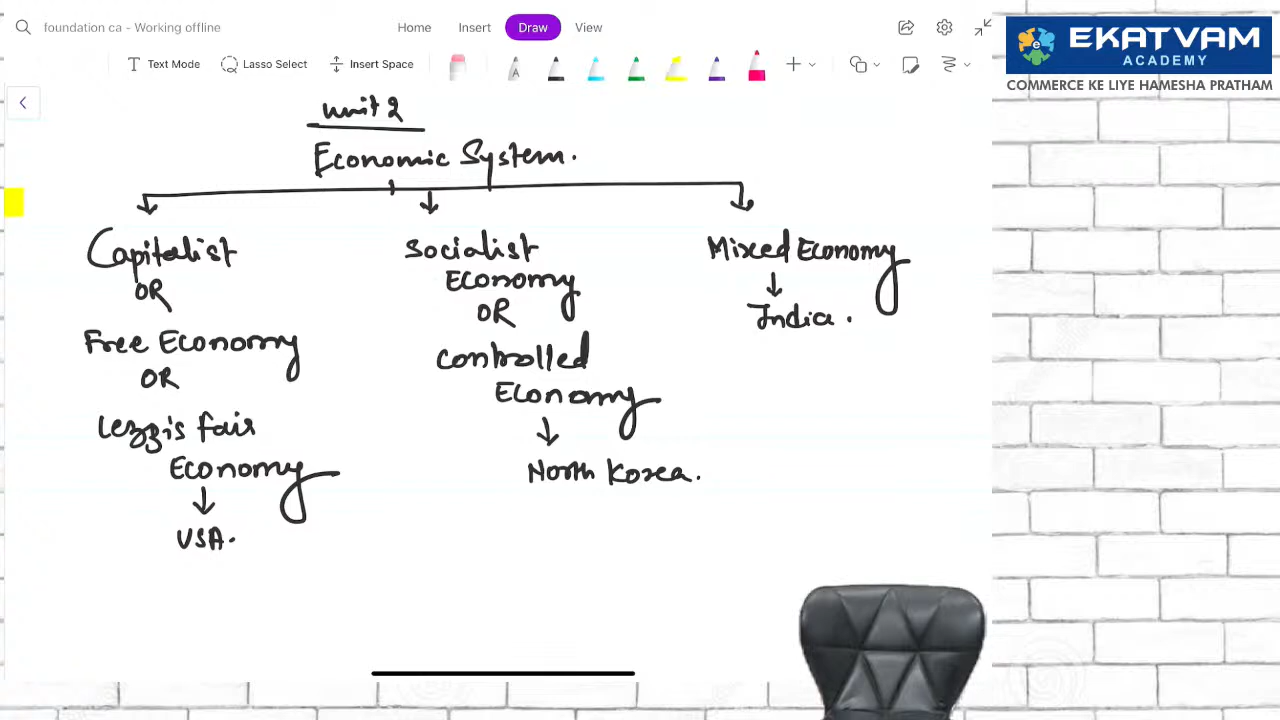 foundation ca - Working offline
Home
Insert
Draw
View
Text Mode
Lasso Select
Insert Space
EKATVAM
ACADEMY
COMMERCE KE LIYE HAMESHA PRATHAM
Unit 2
Economic System.
Capitalist
OR
Free Economy
OR
Lezzis fair
Economy
USA.
Socialist
Economy
OR
Controlled
Economy
North Korea.
Mixed Economy
India.